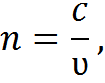 n = c/υ,